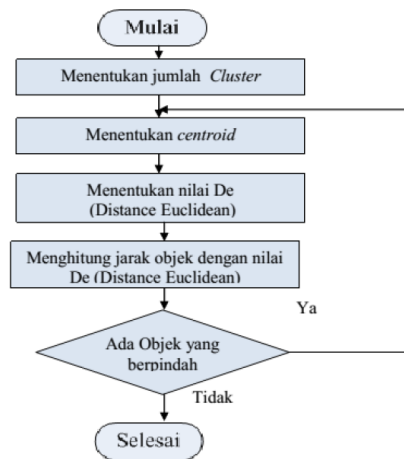 Mulai
Menentukan jumlah Cluster
Menentukan centroid
Menentukan nilai De
(Distance Euclidean)
Menghitung jarak objek dengan nilai
De (Distance Euclidean)
Ya
Ada Objek yang
berpindah
Tidak
Selesai